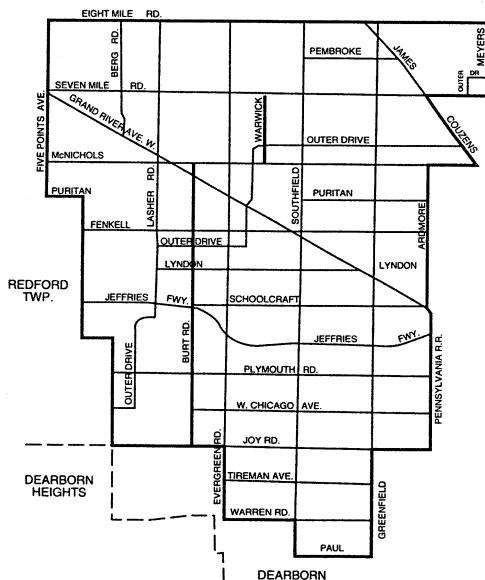 EIGHT MILE RD.
BERG RD.
PEMBROKE
JAMES
COUZENS
MEYERS
OUTER DR
SEVEN MILE RD.
FIVE POINTS AVE.
GRAND RIVER AVE. W
WARWICK
OUTER DRIVE
McNICHOLS
LASHER RD.
SOUTHFIELD
PURITAN
PURITAN
ARDMORE
FENKELL
OUTER DRIVE
LYNDON
LYNDON
REDFORD
TWP.
JEFFRIES FWY.
SCHOOLCRAFT
BURT RD.
JEFFRIES FWY.
OUTER DRIVE
PLYMOUTH RD.
PENNSYLVANIA R.R.
W. CHICAGO AVE.
JOY RD.
EVERGREEN RD.
DEARBORN
HEIGHTS
TIREMAN AVE.
GREENFIELD
WARREN RD.
PAUL
DEARBORN